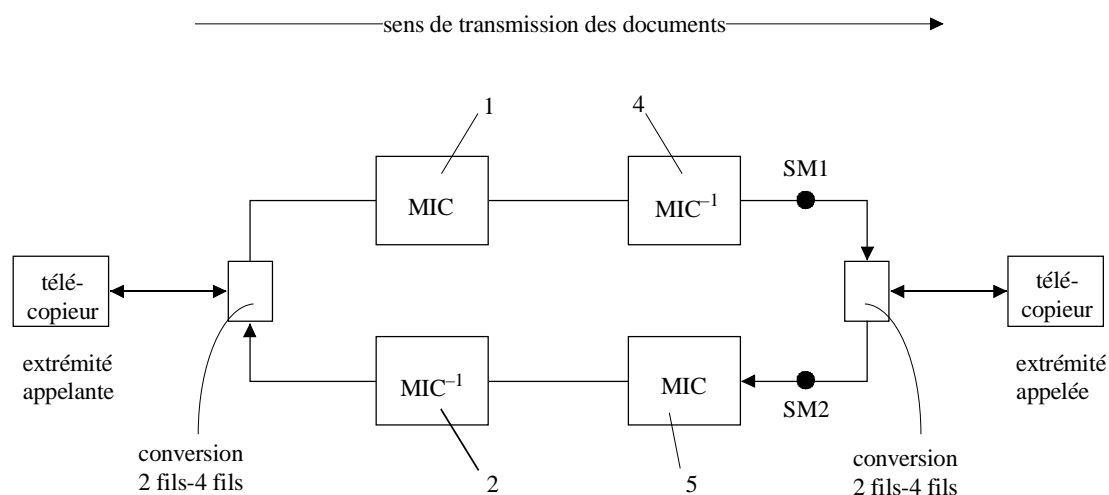 sens de transmission des documents
1
4
SM1
MIC
MIC–1
télé-
copieur
télé-
copieur
extrémité
appelante
extrémité
appelée
MIC–1
MIC
SM2
conversion
2 fils-4 fils
2
5
conversion
2 fils-4 fils